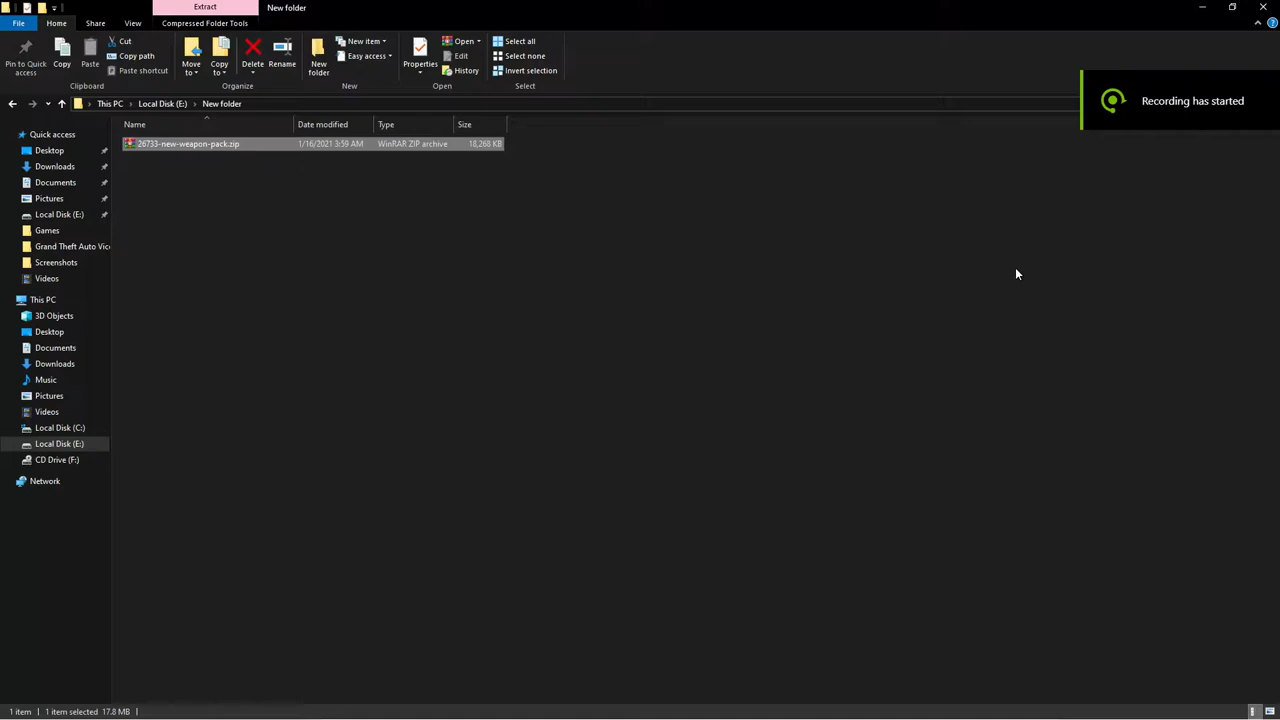 Extract
New folder
File
Home
Share
View
Compressed Folder Tools
Pin to Quick access
Copy
Paste
Cut
Copy path
Paste shortcut
Clipboard
Move to
Copy to
Delete
Rename
Organize
New folder
New item
Easy access
New
Properties
Open
Edit
History
Open
Select all
Select none
Invert selection
Select
This PC
Local Disk (E:)
New folder
Recording has started
Name
Date modified
Type
Size
26733-new-weapon-pack.zip
1/16/2021 3:59 AM
WinRAR ZIP archive
18,268 KB
Quick access
Desktop
Downloads
Documents
Pictures
Local Disk (E:)
Games
Grand Theft Auto Vic
Screenshots
Videos
This PC
3D Objects
Desktop
Documents
Downloads
Music
Pictures
Videos
Local Disk (C:)
Local Disk (E:)
CD Drive (F:)
Network
1 item
1 item selected 17.8 MB